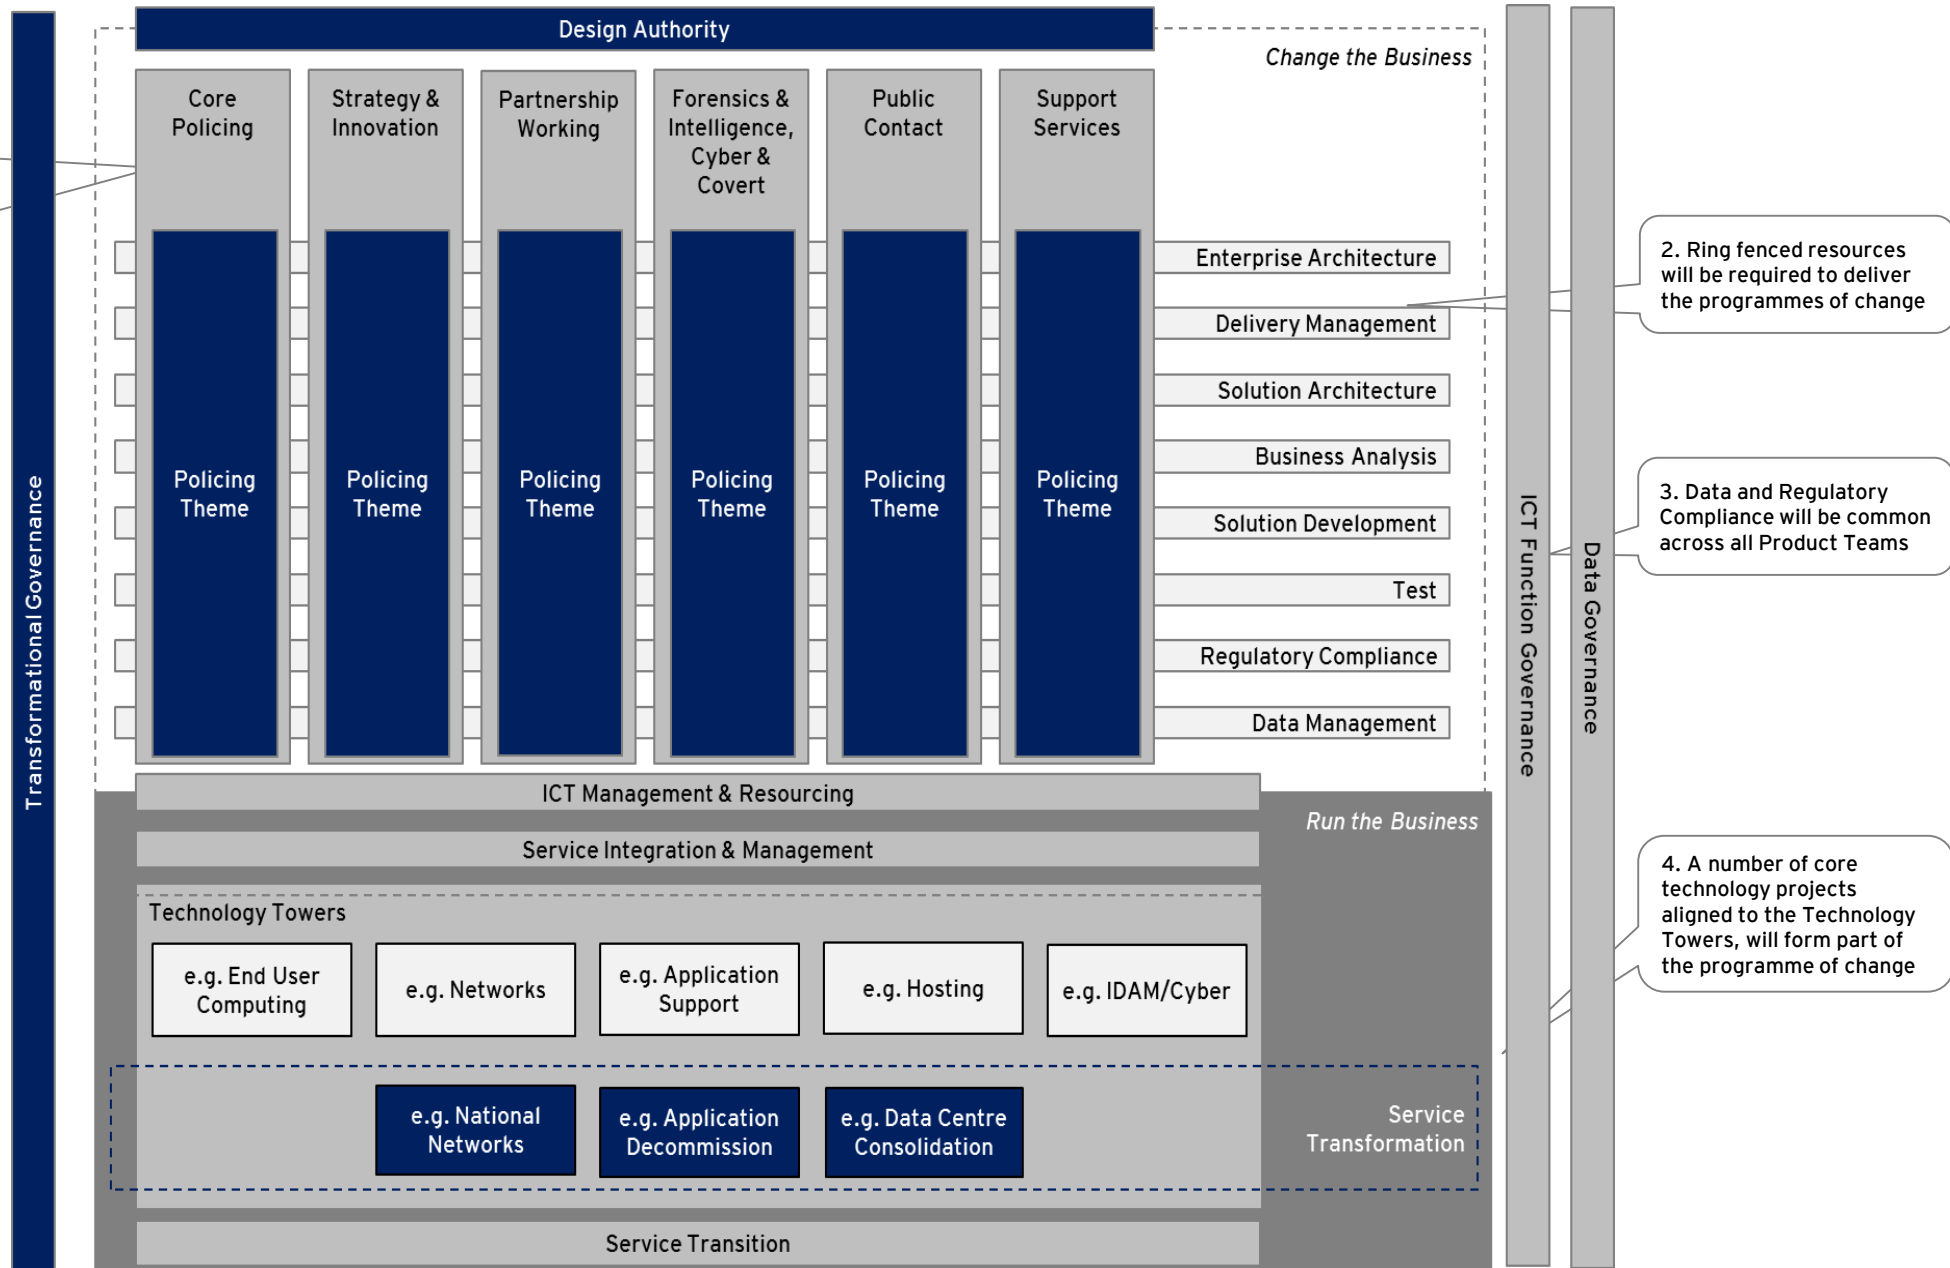 Design Authority
Change the Business
Core
Policing
Strategy &
Innovation
Partnership
Working
Forensics &
Intelligence,
Cyber &
Covert
Public
Contact
Support
Services
Policing
Theme
Policing
Theme
Policing
Theme
Policing
Theme
Policing
Theme
Policing
Theme
Enterprise Architecture
Delivery Management
Solution Architecture
Business Analysis
Solution Development
Test
Regulatory Compliance
Data Management
Transformational Governance
ICT Function Governance
Data Governance
2. Ring fenced resources
will be required to deliver
the programmes of change
3. Data and Regulatory
Compliance will be common
across all Product Teams
4. A number of core
technology projects
aligned to the Technology
Towers, will form part of
the programme of change
ICT Management & Resourcing
Run the Business
Service Integration & Management
Technology Towers
e.g. End User
Computing
e.g. Networks
e.g. Application
Support
e.g. Hosting
e.g. IDAM/Cyber
e.g. National
Networks
e.g. Application
Decommission
e.g. Data Centre
Consolidation
Service
Transformation
Service Transition